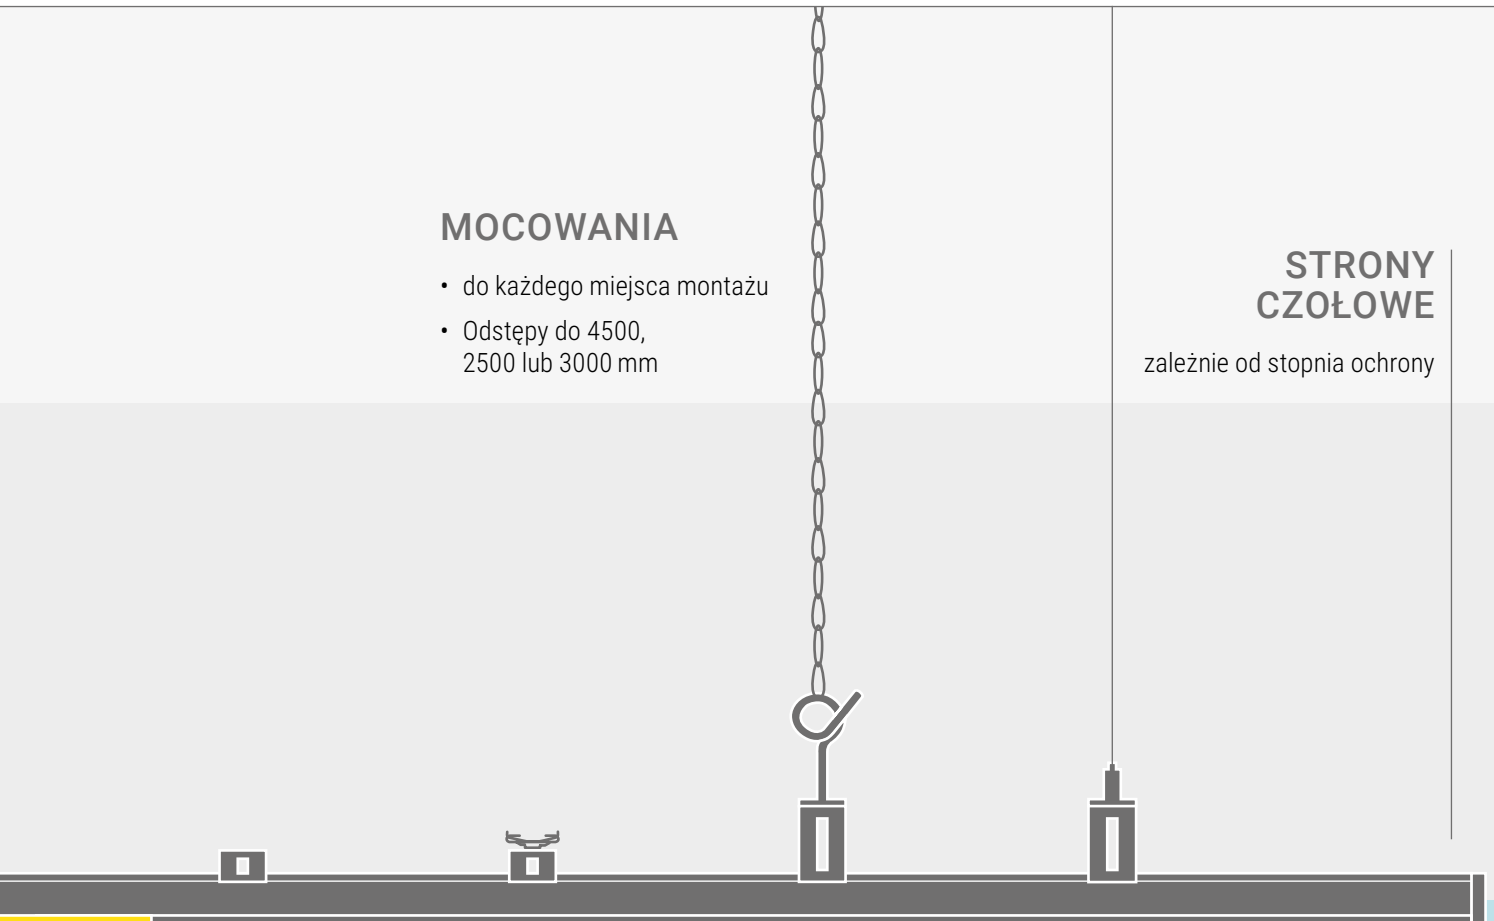 MOCOWANIA
• do każdego miejsca montażu
• Odstępy do 4500,
2500 lub 3000 mm
STRONY
CZOŁOWE
zależnie od stopnia ochrony